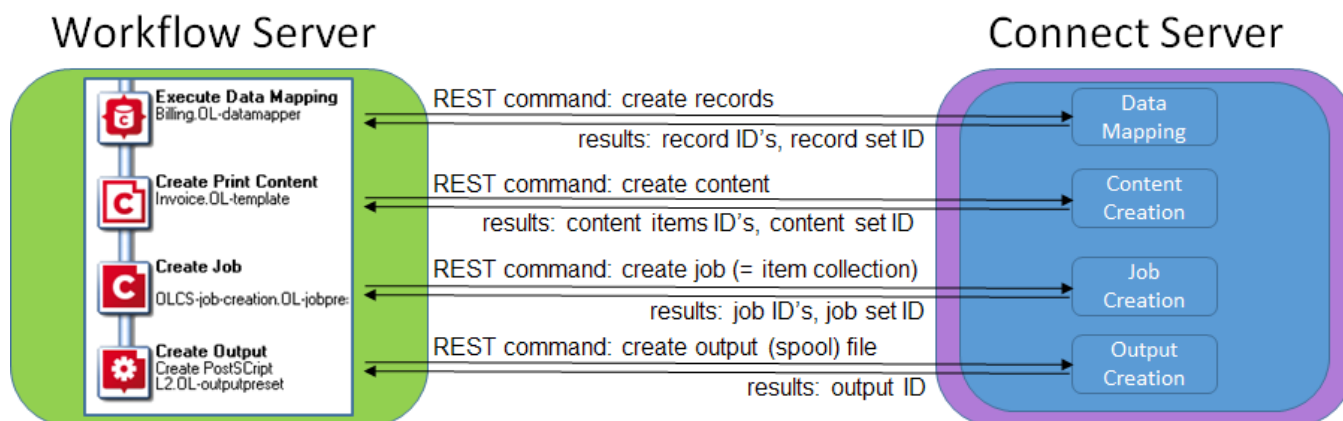 Workflow Server
Connect Server
Execute Data Mapping
Billing.OL-datamapper
REST command: create records
results: record ID's, record set ID
Data
Mapping
Create Print Content
Invoice.OL-template
REST command: create content
results: content items ID's, content set ID
Content
Creation
Create Job
OLCS-job-creation.OL-jobpre:
REST command: create job (= item collection)
results: job ID's, job set ID
Job
Creation
Create Output
Create PostSCript
L2.OL-outputpreset
REST command: create output (spool) file
results: output ID
Output
Creation